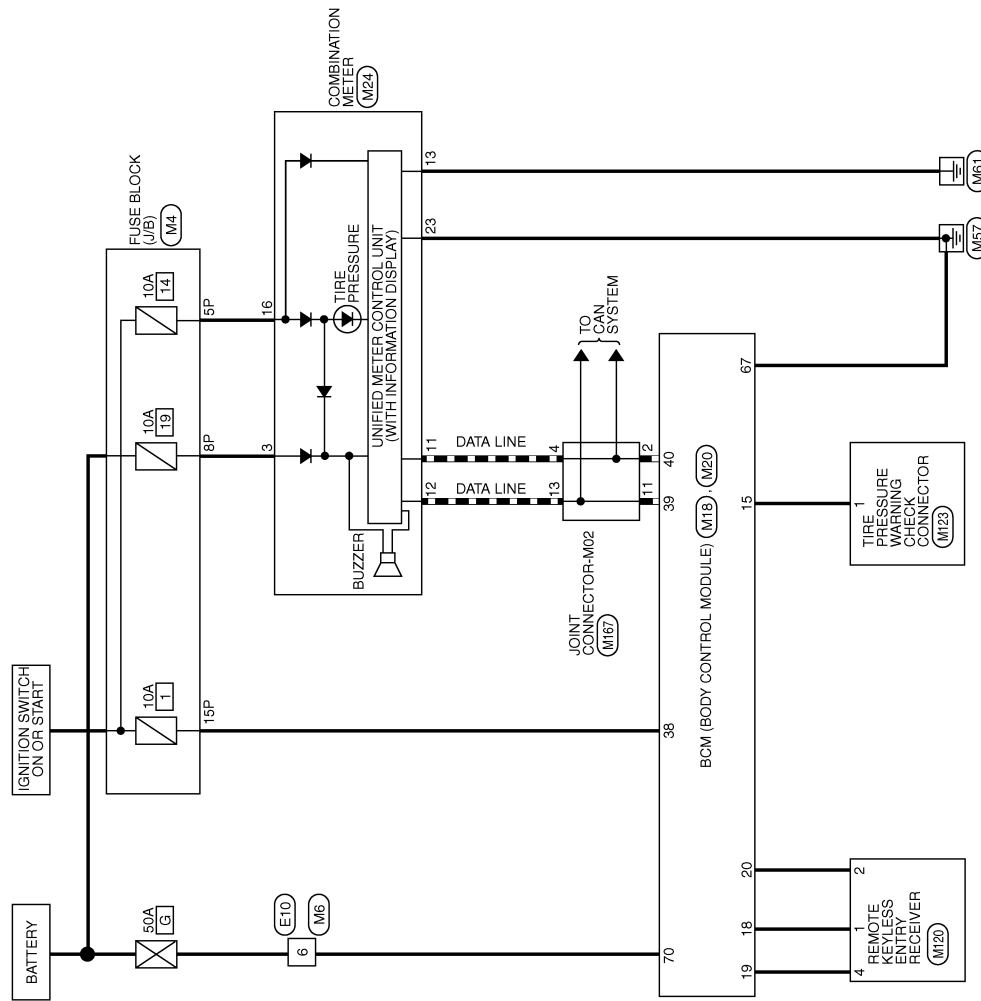 BATTERY
IGNITION SWITCH
ON OR START
50A
G
10A
1
10A
19
10A
14
FUSE BLOCK
(J/B)
M4
15P
8P
5P
E10
M6
6
3
16
COMBINATION
METER
M24
TIRE
PRESSURE
UNIFIED METER CONTROL UNIT
(WITH INFORMATION DISPLAY)
BUZZER
12
11
23
13
DATA LINE
DATA LINE
13
4
TO
CAN
SYSTEM
JOINT
CONNECTOR-M02
M167
11
2
70
38
39
40
BCM (BODY CONTROL MODULE)
M18 , M20
19
18
20
15
67
4
1
2
REMOTE
KEYLESS
ENTRY
RECEIVER
M120
1
TIRE
PRESSURE
WARNING
CHECK
CONNECTOR
M123
M57
M61